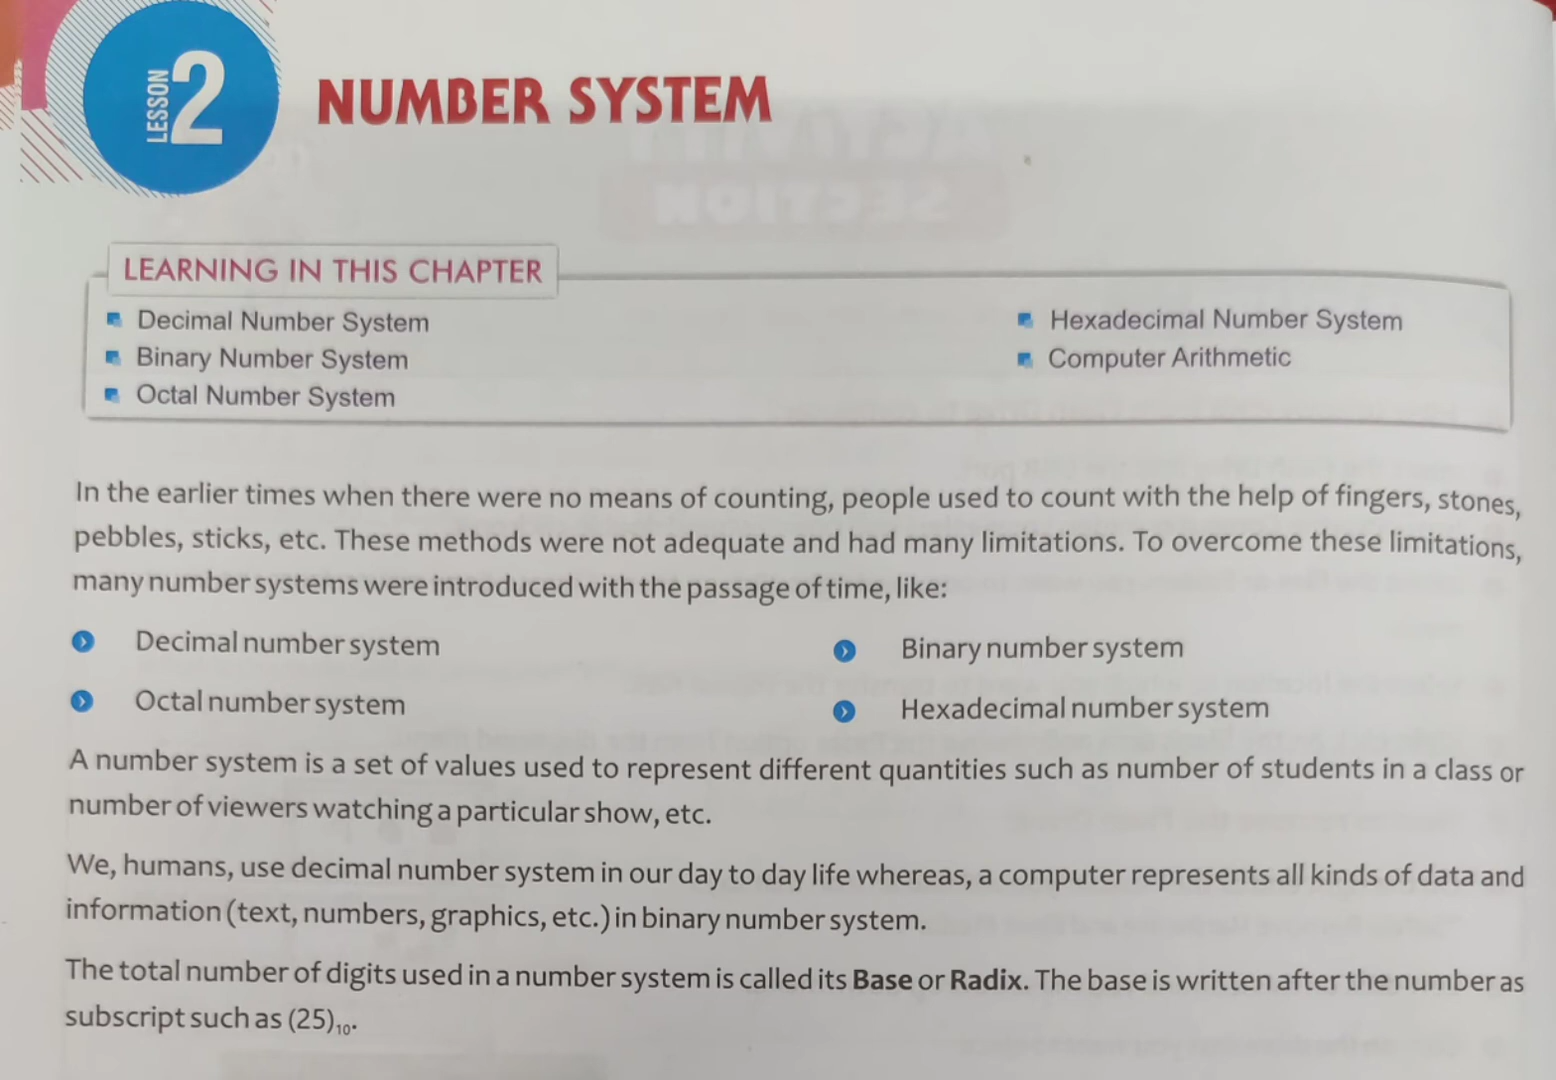 LESSON 2
NUMBER SYSTEM
LEARNING IN THIS CHAPTER
Decimal Number System
Binary Number System
Octal Number System
Hexadecimal Number System
Computer Arithmetic
In the earlier times when there were no means of counting, people used to count with the help of fingers, stones,
pebbles, sticks, etc. These methods were not adequate and had many limitations. To overcome these limitations,
many number systems were introduced with the passage of time, like:
Decimal number system
Binary number system
Octal number system
Hexadecimal number system
A number system is a set of values used to represent different quantities such as number of students in a class or
number of viewers watching a particular show, etc.
We, humans, use decimal number system in our day to day life whereas, a computer represents all kinds of data and
information (text, numbers, graphics, etc.) in binary number system.
The total number of digits used in a number system is called its Base or Radix. The base is written after the number as
subscript such as (25)₁₀.